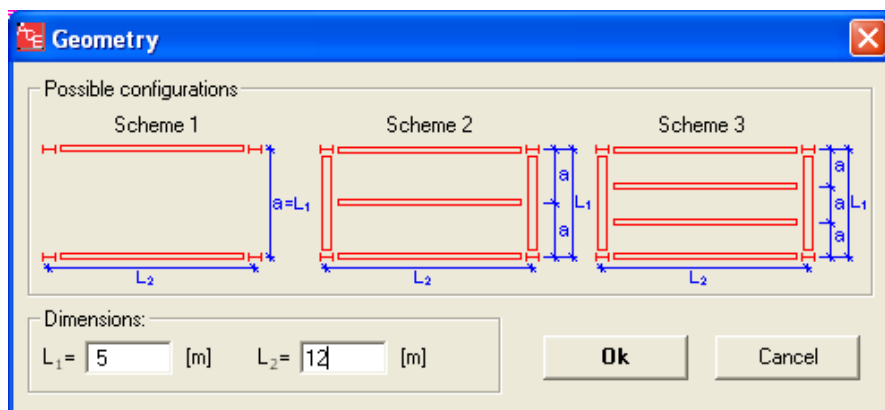 ACE Geometry
Possible configurations
Scheme 1 Scheme 2 Scheme 3
a=L₁ a a L₁ a a a L₁
L₂ L₂ L₂
Dimensions:
L₁= 5 [m] L₂= 12 [m] Ok Cancel